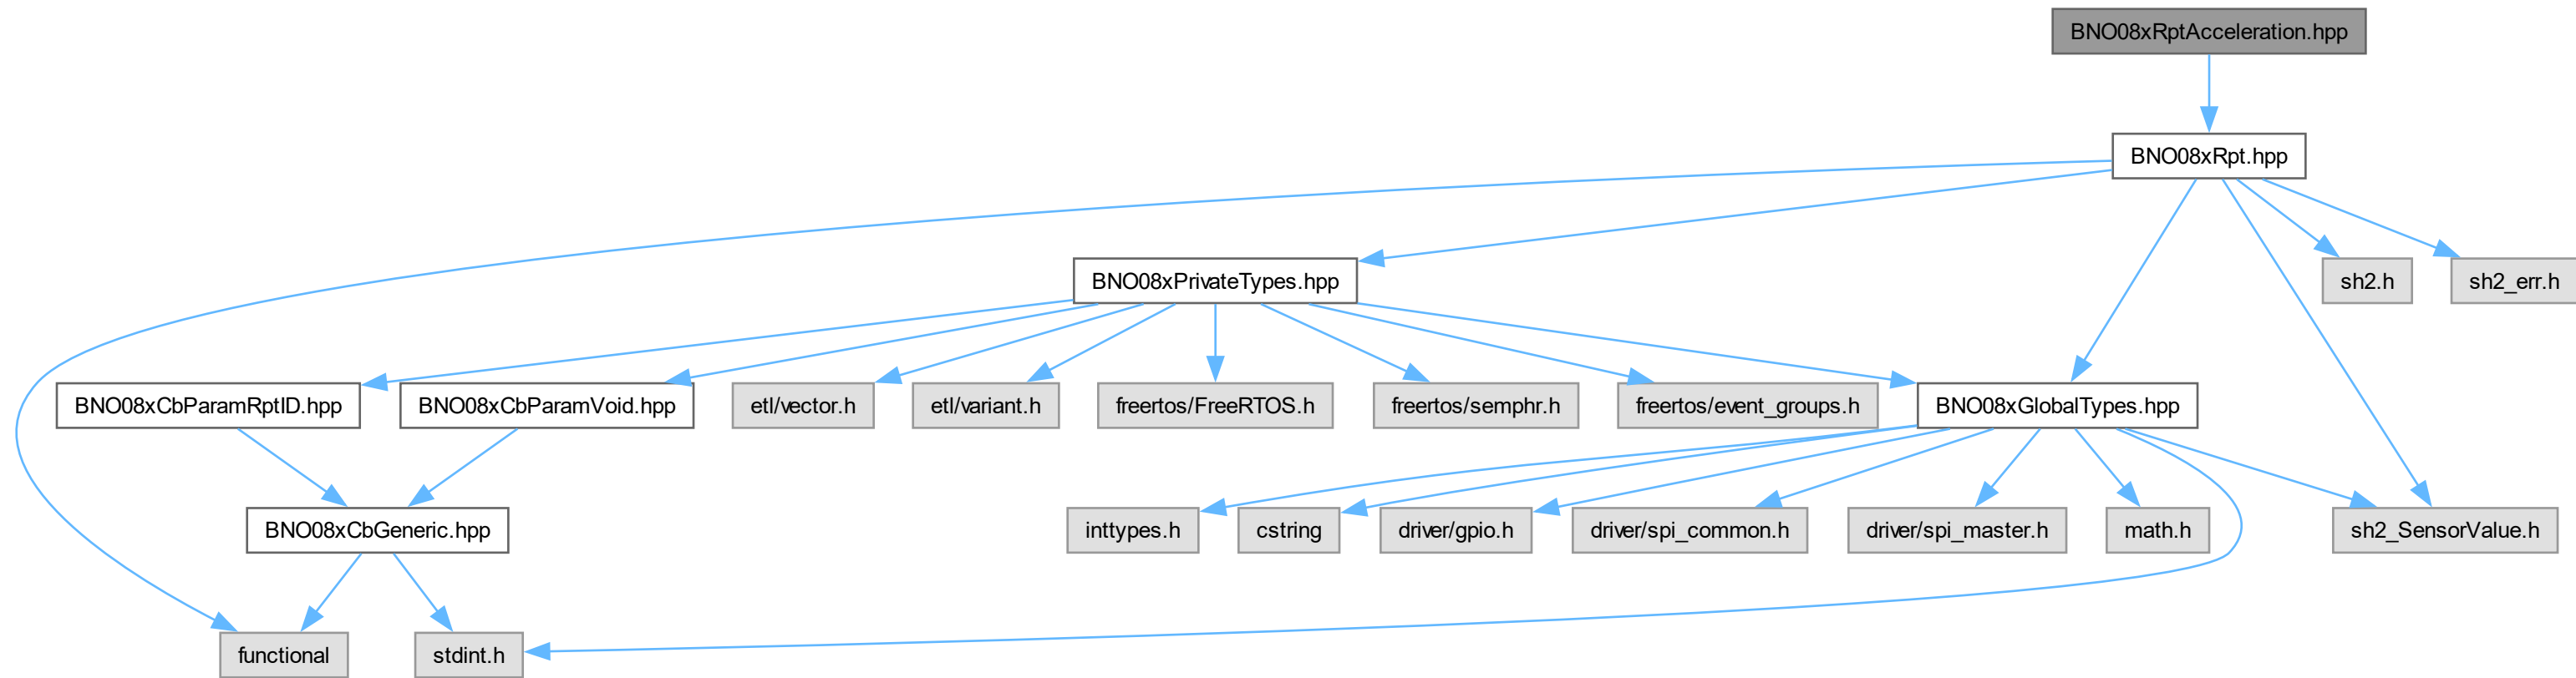 BNO08xRptAcceleration.hpp
BNO08xRpt.hpp
BNO08xPrivateTypes.hpp
sh2.h
sh2_err.h
BNO08xCbParamRptID.hpp
BNO08xCbParamVoid.hpp
etl/vector.h
etl/variant.h
freertos/FreeRTOS.h
freertos/semphr.h
freertos/event_groups.h
BNO08xGlobalTypes.hpp
BNO08xCbGeneric.hpp
inttypes.h
cstring
driver/gpio.h
driver/spi_common.h
driver/spi_master.h
math.h
sh2_SensorValue.h
functional
stdint.h